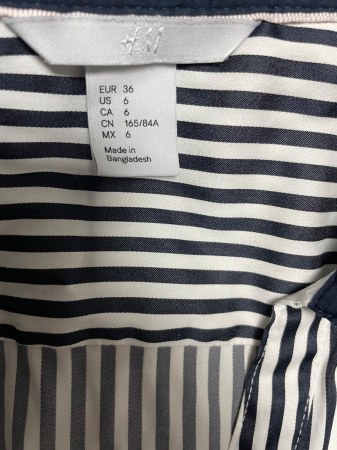 H&M
EUR 36
US 6
CA 6
CN 165/84A
MX 6
Made in
Bangladesh